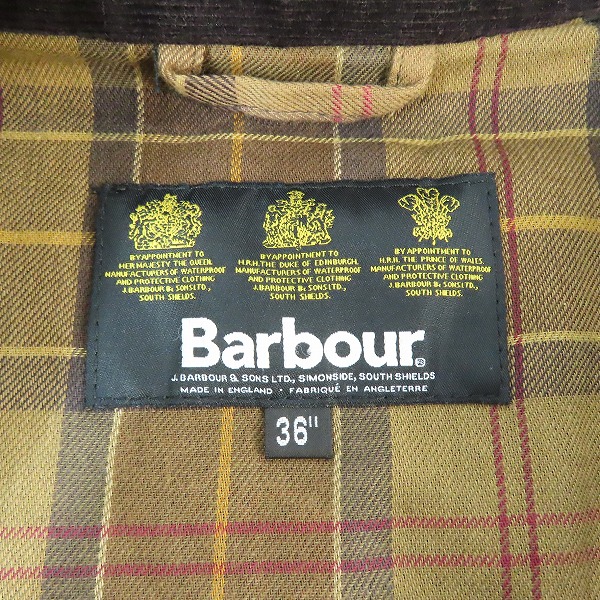 BY APPOINTMENT TO
HER MAJESTY THE QUEEN.
MANUFACTURERS OF WATERPROOF
AND PROTECTIVE CLOTHING
J.BARBOUR & SONS LTD.,
SOUTH SHIELDS.
BY APPOINTMENT TO
H.R.H. THE DUKE OF EDINBURGH.
MANUFACTURERS OF WATERPROOF
AND PROTECTIVE CLOTHING
J.BARBOUR & SONS LTD.,
SOUTH SHIELDS.
BY APPOINTMENT TO
H.R.H. THE PRINCE OF WALES.
MANUFACTURERS OF WATERPROOF
AND PROTECTIVE CLOTHING
J.BARBOUR & SONS LTD.,
SOUTH SHIELDS.
Barbour®
J. BARBOUR & SONS LTD., SIMONSIDE, SOUTH SHIELDS
MADE IN ENGLAND · FABRIQUÉ EN ANGLETERRE
36"